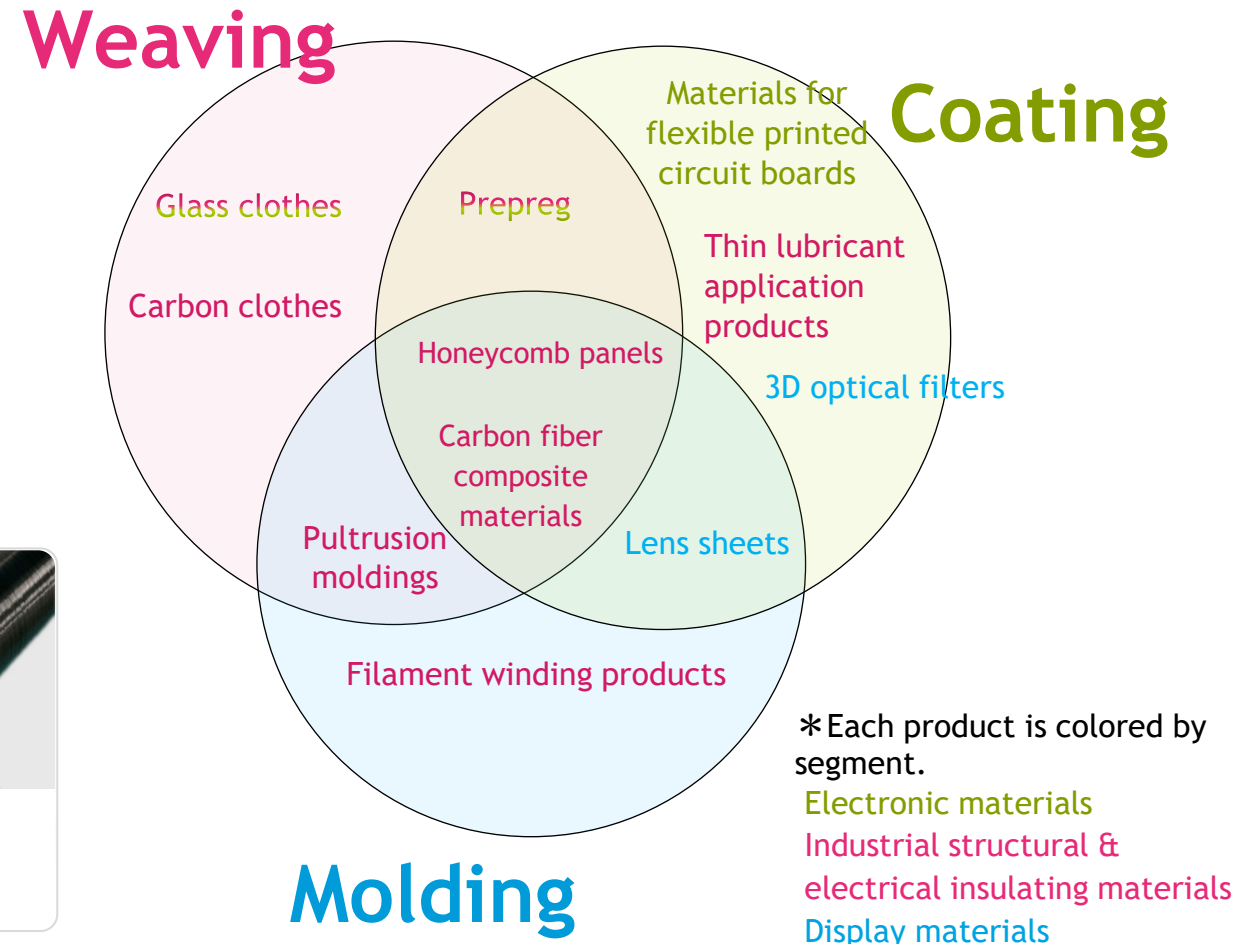 Weaving
Coating
Materials for
flexible printed
circuit boards
Glass clothes
Prepreg
Thin lubricant
application
products
Carbon clothes
Honeycomb panels
3D optical filters
Carbon fiber
composite
materials
Pultrusion
moldings
Lens sheets
Filament winding products
*Each product is colored by
segment.
Electronic materials
Industrial structural &
electrical insulating materials
Display materials
Molding